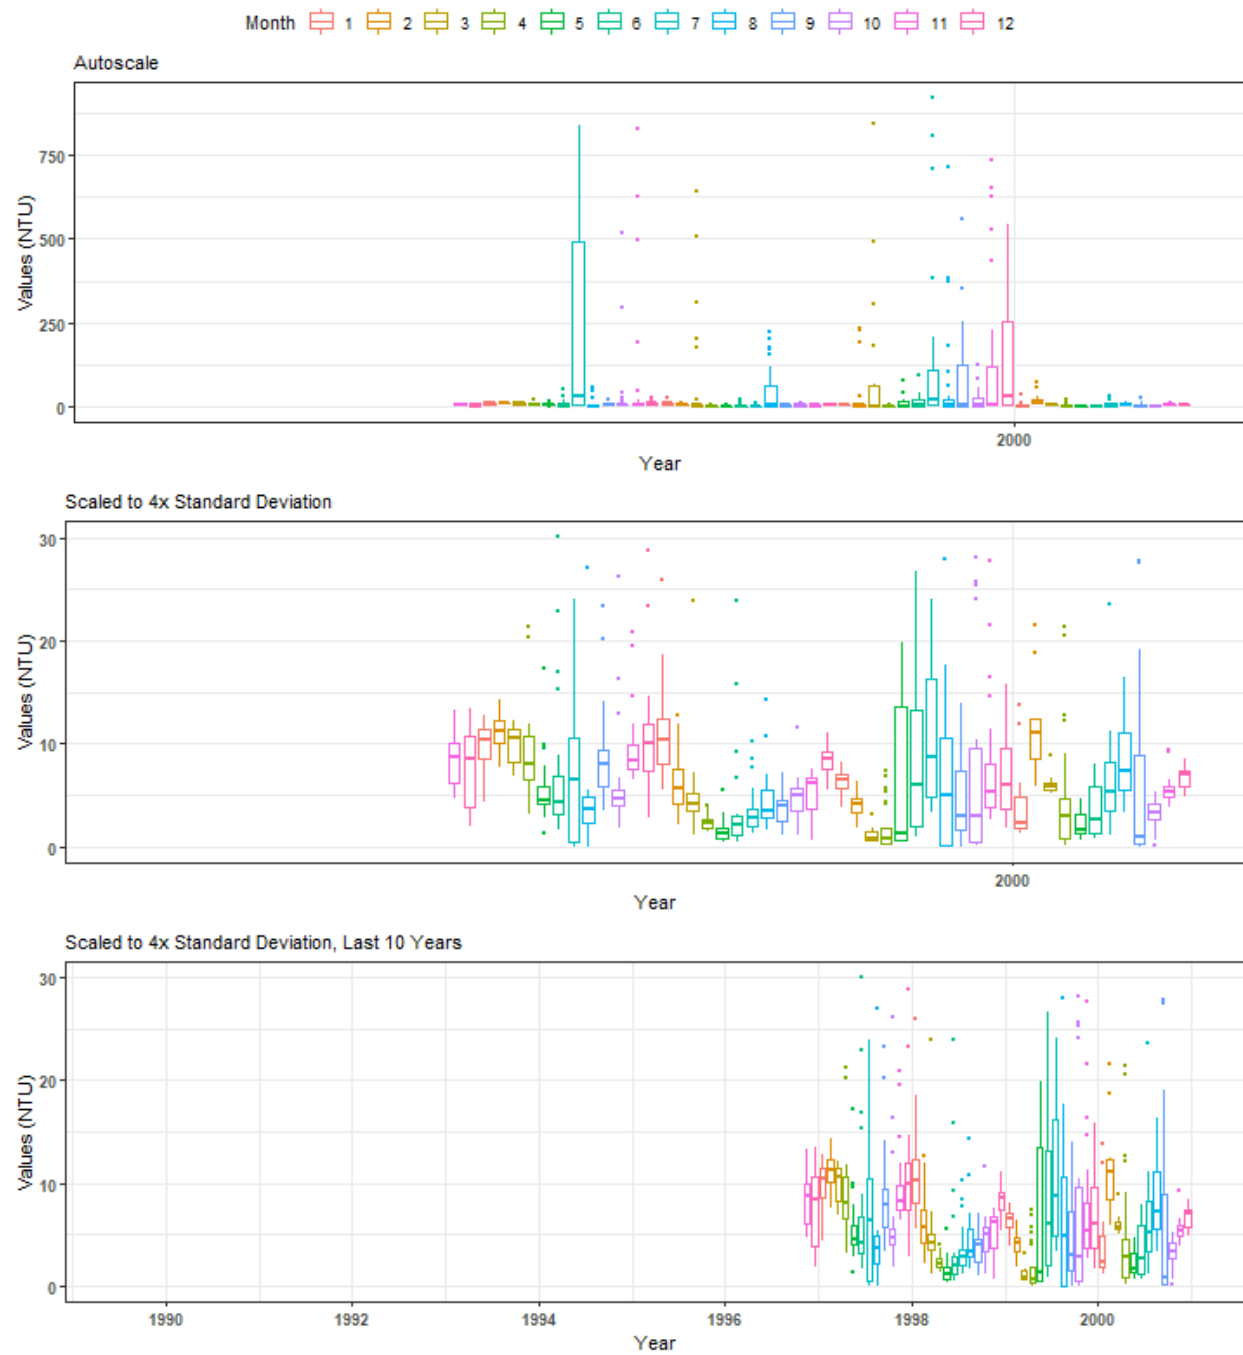 Month 1 2 3 4 5 6 7 8 9 10 11 12
Autoscale
Values (NTU)
750
500
250
0
2000
Year
Scaled to 4x Standard Deviation
Values (NTU)
30
20
10
0
2000
Year
Scaled to 4x Standard Deviation, Last 10 Years
Values (NTU)
30
20
10
0
1990 1992 1994 1996 1998 2000
Year